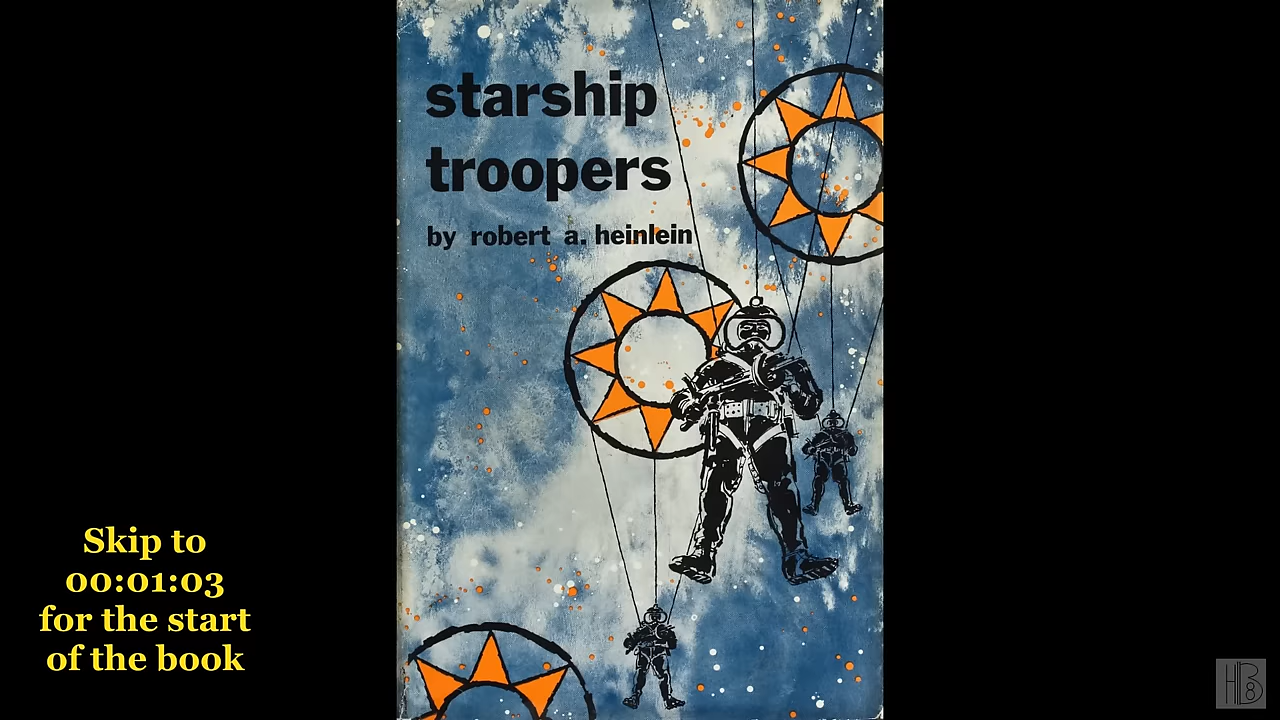 starship
troopers
by robert a. heinlein
Skip to
00:01:03
for the start
of the book